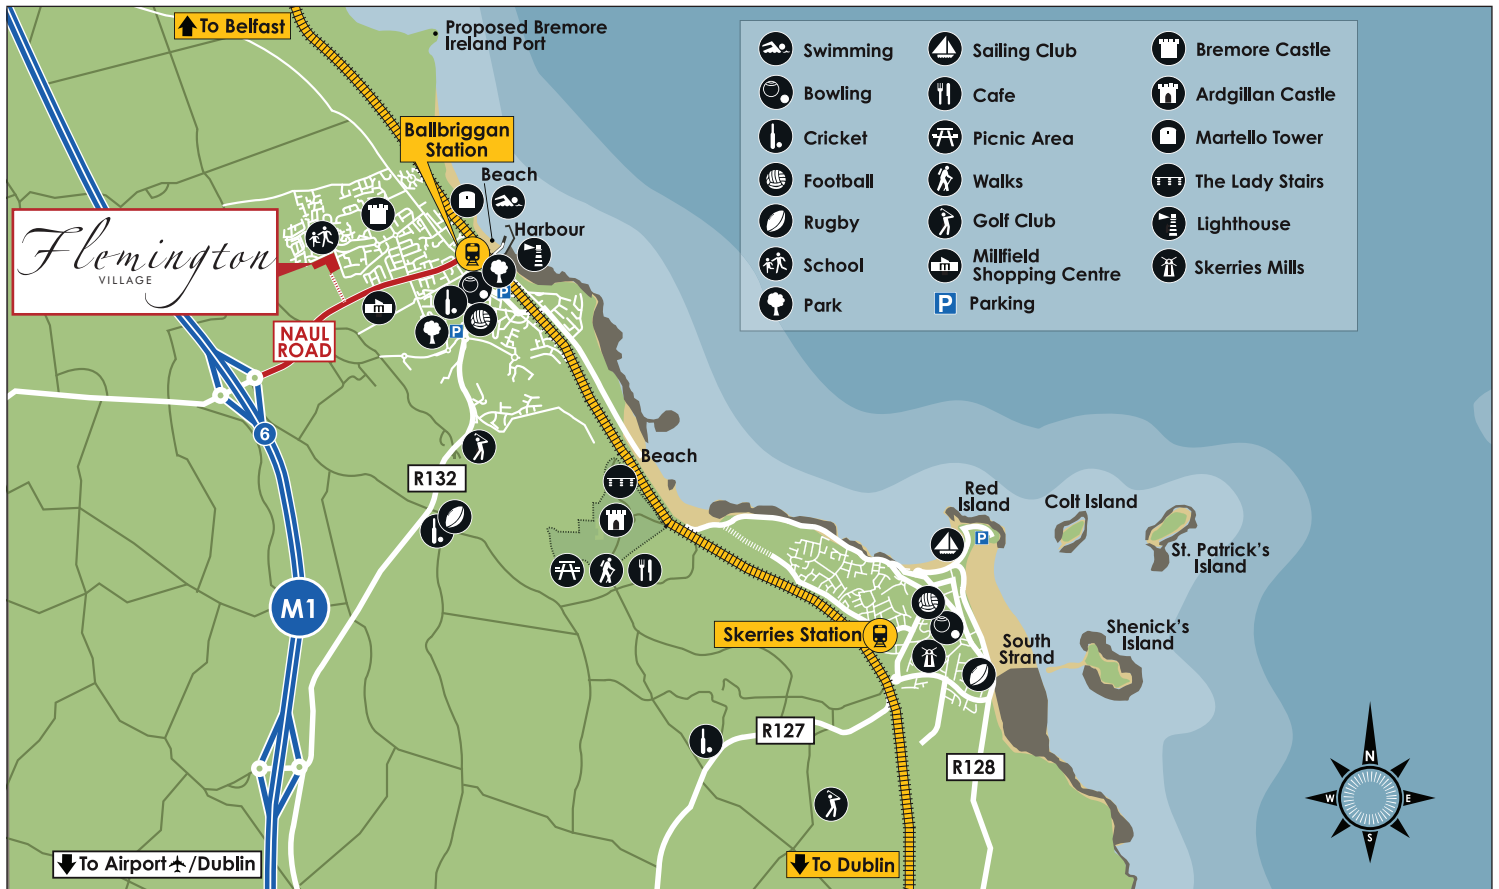 To Belfast
Proposed Bremore
Ireland Port
Ballbriggan
Station
Beach
Harbour
Flemington
VILLAGE
NAUL
ROAD
P
P
6
R132
Beach
M1
Red
Island
P
Colt Island
St. Patrick's
Island
Shenick's
Island
South
Strand
Skerries Station
R127
R128
To Airport /Dublin
To Dublin
Swimming
Bowling
Cricket
Football
Rugby
School
Park
Sailing Club
Cafe
Picnic Area
Walks
Golf Club
m Millfield
Shopping Centre
P Parking
Bremore Castle
Ardgillan Castle
Martello Tower
The Lady Stairs
Lighthouse
Skerries Mills
N
W E
S